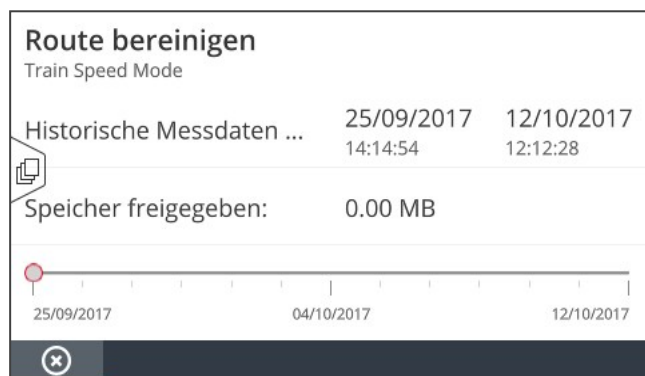 Route bereinigen
Train Speed Mode
Historische Messdaten ... 25/09/2017 12/10/2017
14:14:54 12:12:28
Speicher freigegeben: 0.00 MB
25/09/2017 04/10/2017 12/10/2017